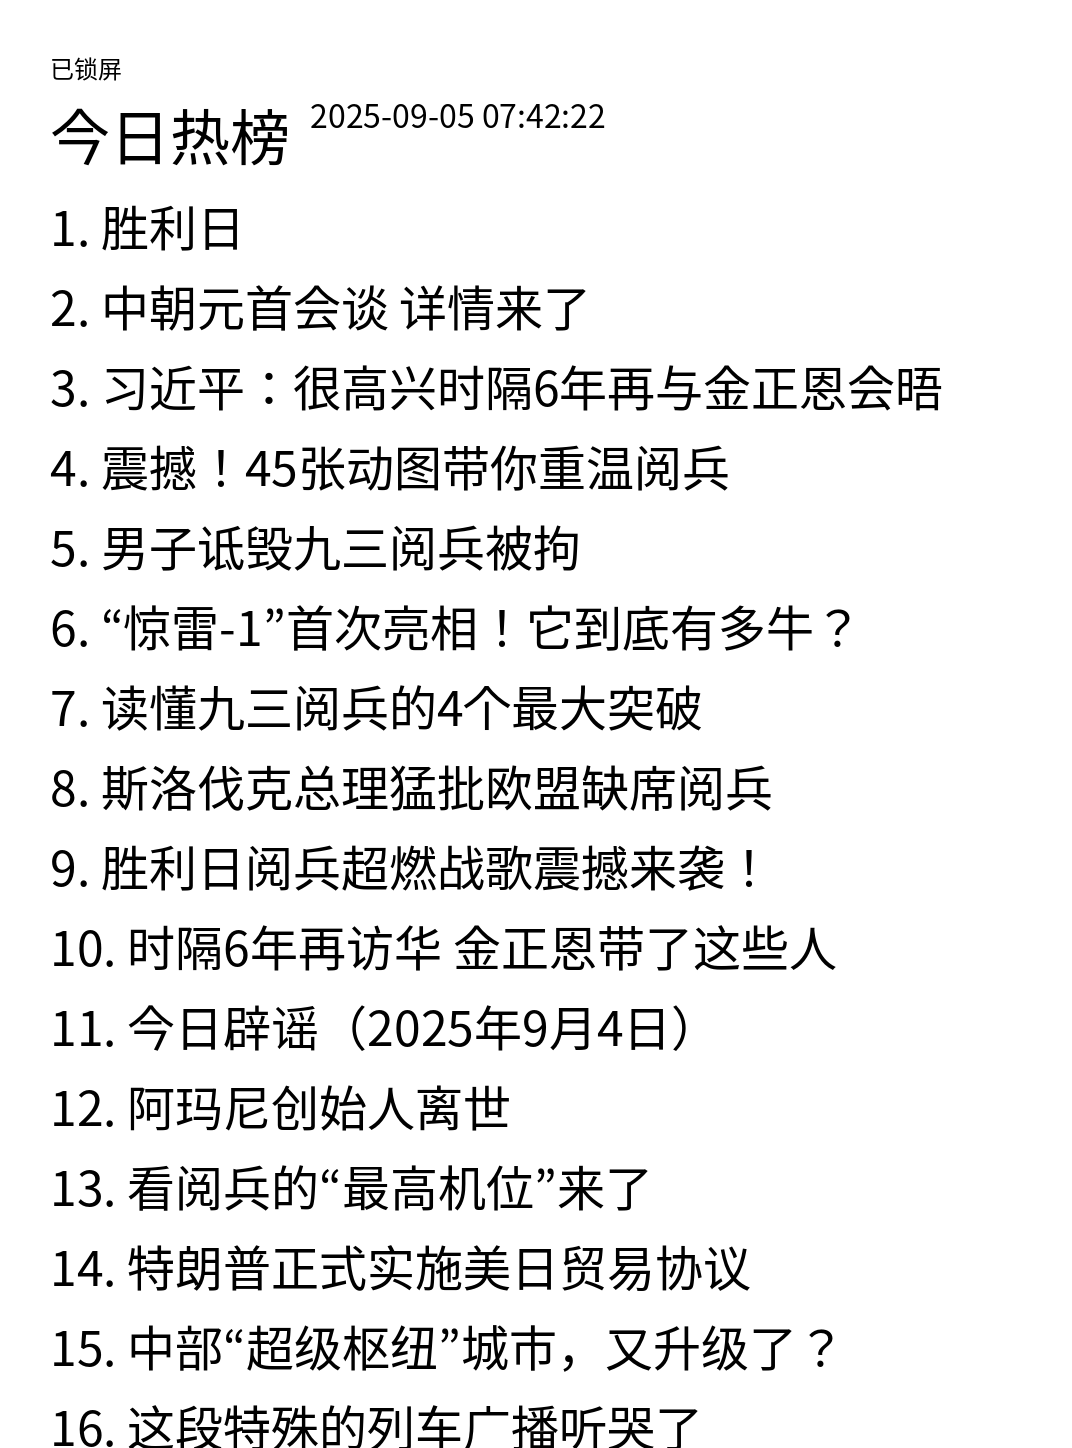 已锁屏
今日热榜 2025-09-05 07:42:22
1. 胜利日
2. 中朝元首会谈 详情来了
3. 习近平：很高兴时隔6年再与金正恩会晤
4. 震撼！45张动图带你重温阅兵
5. 男子诋毁九三阅兵被拘
6. “惊雷-1”首次亮相！它到底有多牛？
7. 读懂九三阅兵的4个最大突破
8. 斯洛伐克总理猛批欧盟缺席阅兵
9. 胜利日阅兵超燃战歌震撼来袭！
10. 时隔6年再访华 金正恩带了这些人
11. 今日辟谣（2025年9月4日）
12. 阿玛尼创始人离世
13. 看阅兵的“最高机位”来了
14. 特朗普正式实施美日贸易协议
15. 中部“超级枢纽”城市，又升级了？
16. 这段特殊的列车广播听哭了